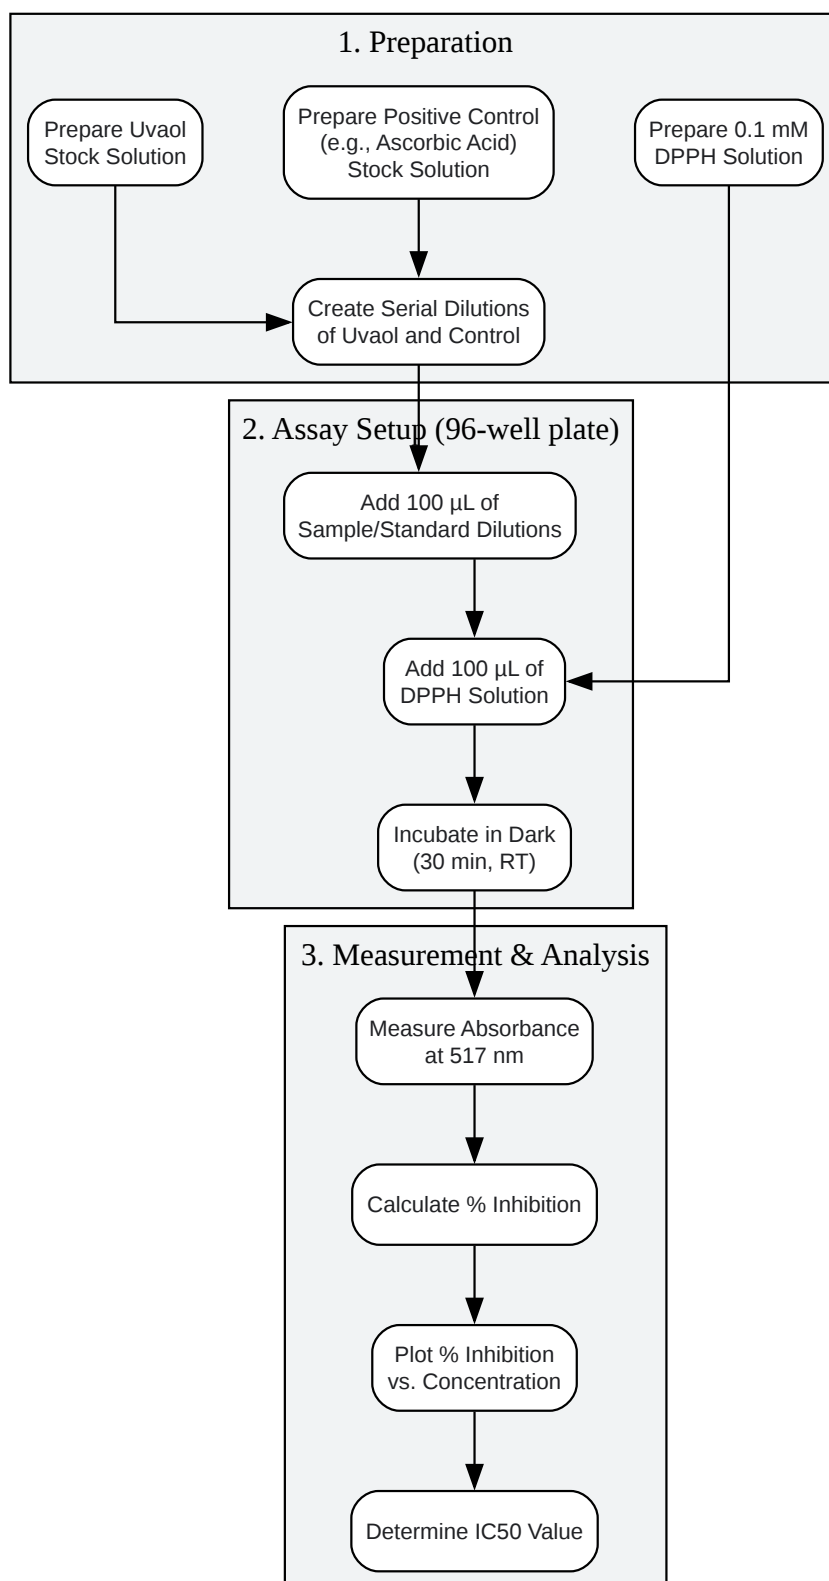 1. Preparation
Prepare Uvaol
Stock Solution
Prepare Positive Control
(e.g., Ascorbic Acid)
Stock Solution
Prepare 0.1 mM
DPPH Solution
Create Serial Dilutions
of Uvaol and Control
2. Assay Setup (96-well plate)
Add 100 µL of
Sample/Standard Dilutions
Add 100 µL of
DPPH Solution
Incubate in Dark
(30 min, RT)
3. Measurement & Analysis
Measure Absorbance
at 517 nm
Calculate % Inhibition
Plot % Inhibition
vs. Concentration
Determine IC50 Value